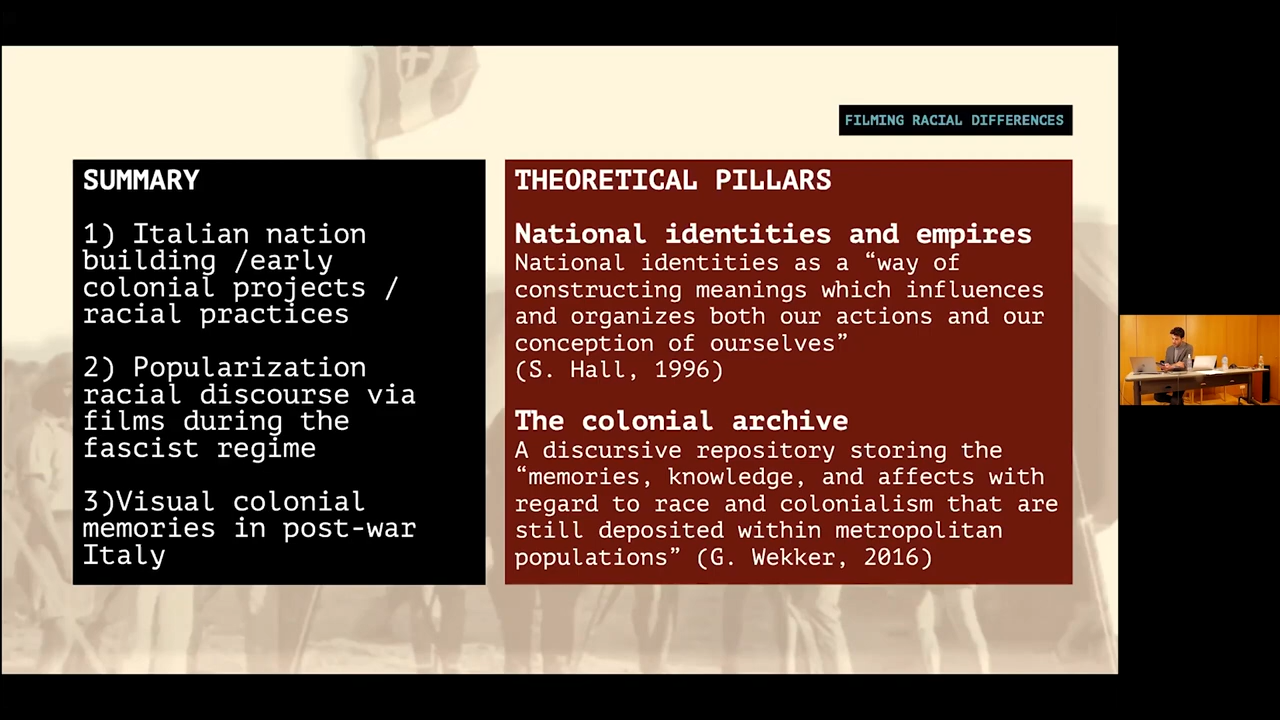 FILMING RACIAL DIFFERENCES
SUMMARY
1) Italian nation
building /early
colonial projects /
racial practices
2) Popularization
racial discourse via
films during the
fascist regime
3)Visual colonial
memories in post-war
Italy
THEORETICAL PILLARS
National identities and empires
National identities as a “way of
constructing meanings which influences
and organizes both our actions and our
conception of ourselves”
(S. Hall, 1996)
The colonial archive
A discursive repository storing the
“memories, knowledge, and affects with
regard to race and colonialism that are
still deposited within metropolitan
populations” (G. Wekker, 2016)